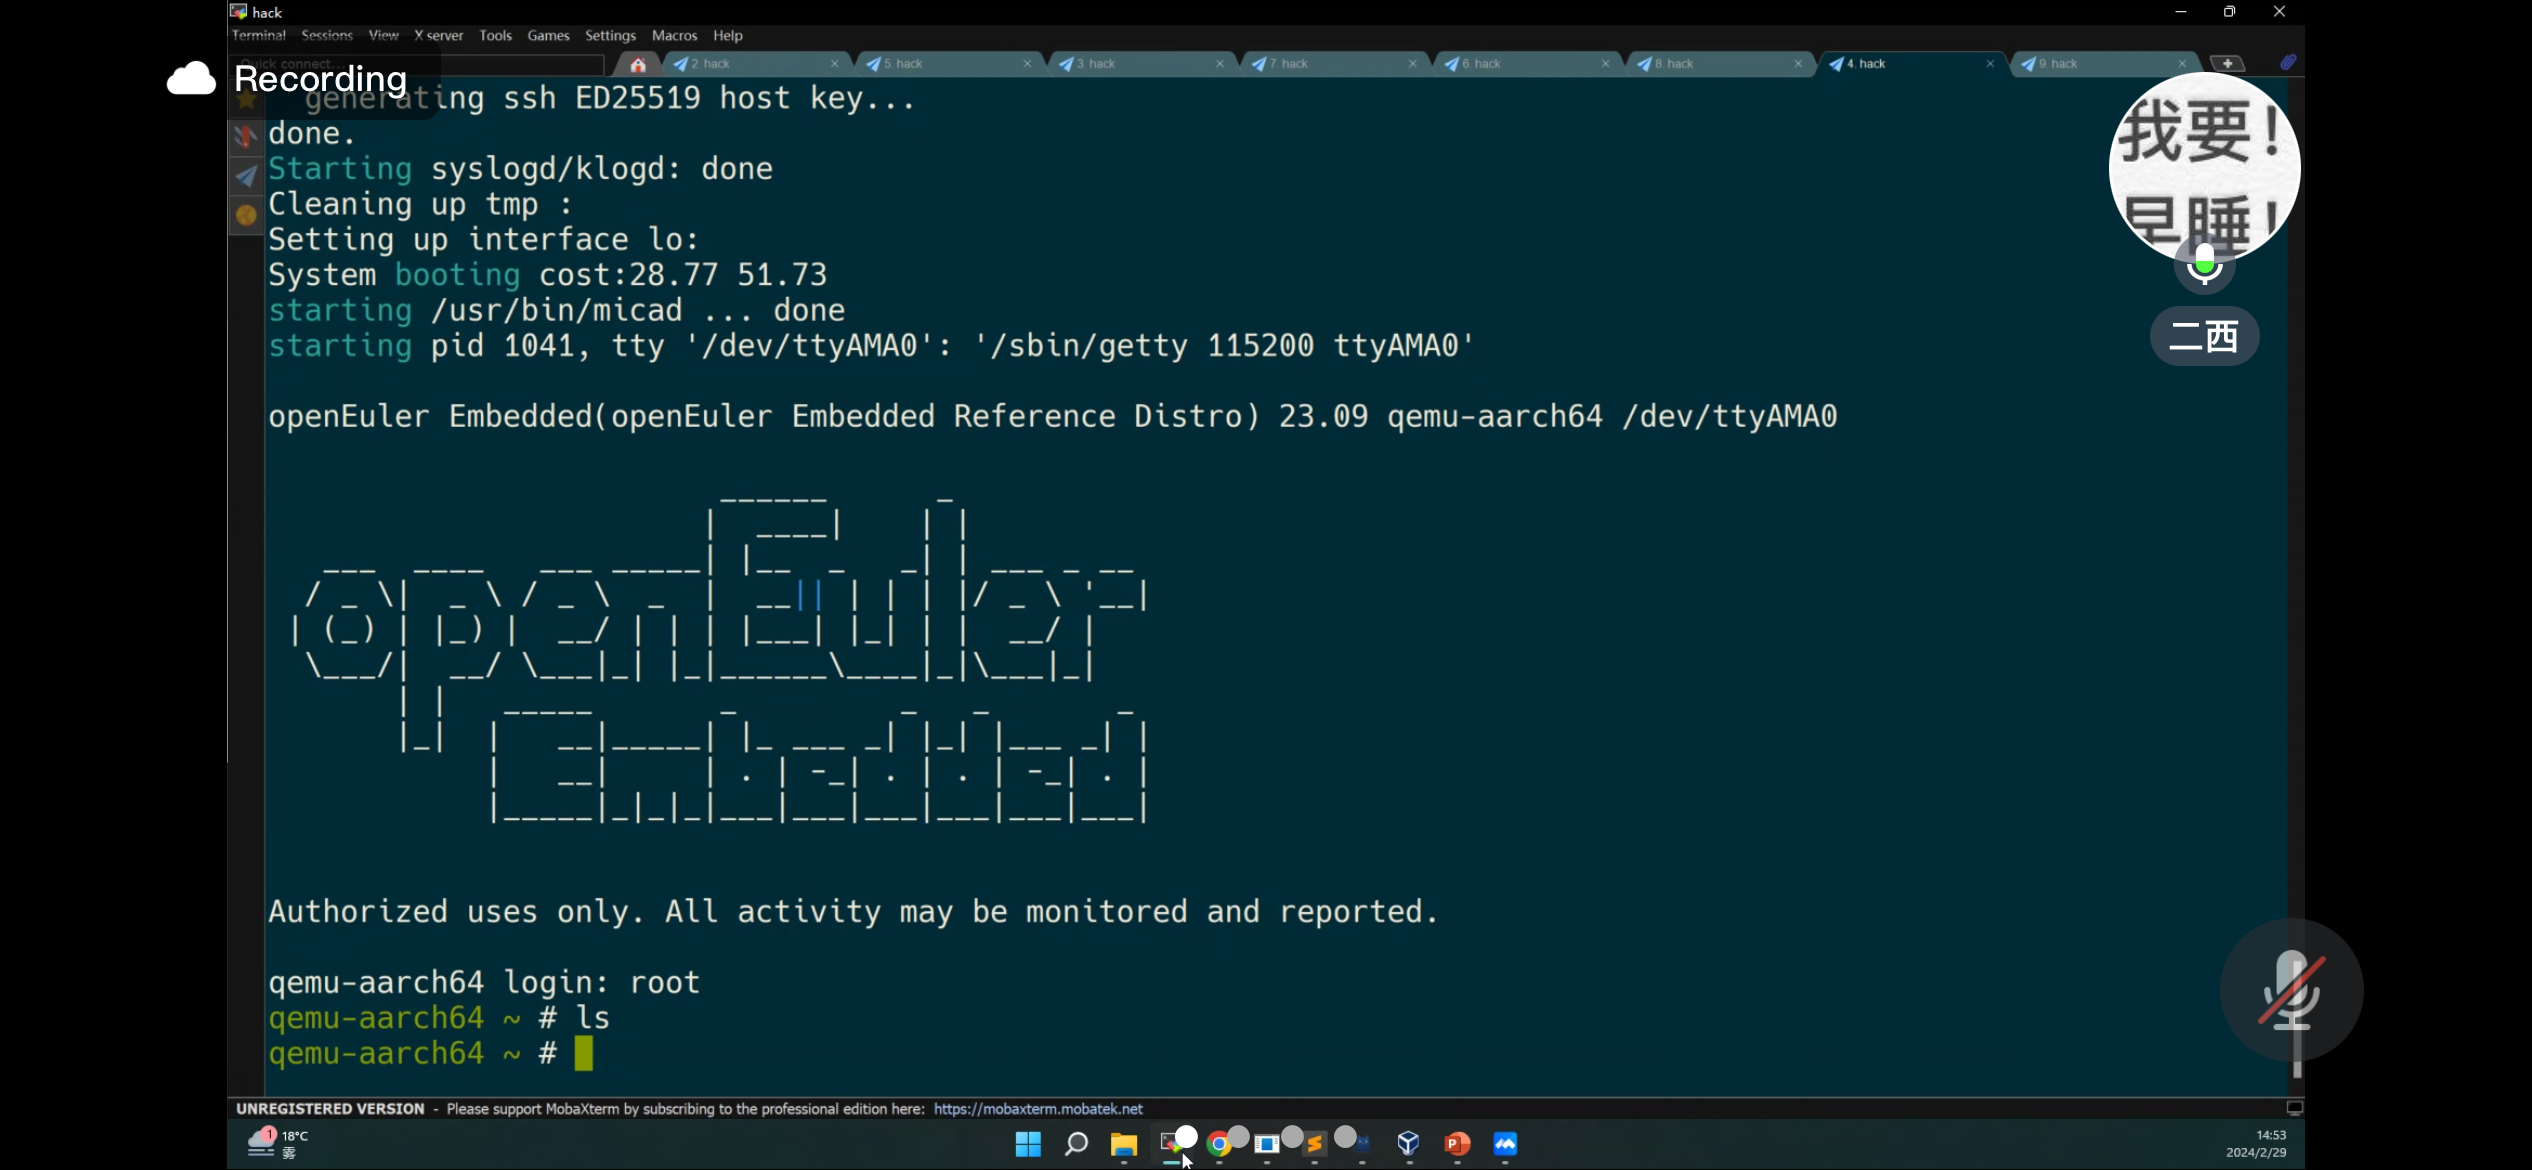 hack
Terminal Sessions View X server Tools Games Settings Macros Help
Quick connect...
2. hack
5. hack
3. hack
7. hack
6. hack
8. hack
4. hack
9. hack
Recording
generating ssh ED25519 host key...
done.
Starting syslogd/klogd: done
Cleaning up tmp :
Setting up interface lo:
System booting cost:28.77 51.73
starting /usr/bin/micad ... done
starting pid 1041, tty '/dev/ttyAMA0': '/sbin/getty 115200 ttyAMA0'
openEuler Embedded(openEuler Embedded Reference Distro) 23.09 qemu-aarch64 /dev/ttyAMA0
openEuler
Embedded
Authorized uses only. All activity may be monitored and reported.
qemu-aarch64 login: root
qemu-aarch64 ~ # ls
qemu-aarch64 ~ #
我要!
早睡!
二西
UNREGISTERED VERSION - Please support MobaXterm by subscribing to the professional edition here: https://mobaxterm.mobatek.net
1
18°C
雾
14:53
2024/2/29